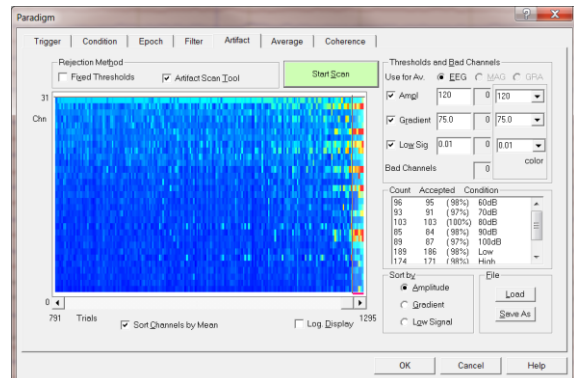 Paradigm
Trigger Condition Epoch Filter Artifact Average Coherence
Rejection Method
Fixed Thresholds
Artifact Scan Tool
Start Scan
31
Chn
0
791 Trials 1295
Sort Channels by Mean
Log. Display
Thresholds and Bad Channels
Use for Av. EEG MAG GRA
Ampl 120 0 120
Gradient 75.0 0 75.0
Low Sig 0.01 0 0.01
Bad Channels 0 color
Count Accepted Condition
96 95 (98%) 60dB
93 91 (97%) 70dB
103 103 (100%) 80dB
85 84 (98%) 90dB
89 87 (97%) 100dB
189 186 (98%) Low
174 171 (98%) High
Sort by
Amplitude
Gradient
Low Signal
File
Load
Save As
OK Cancel Help